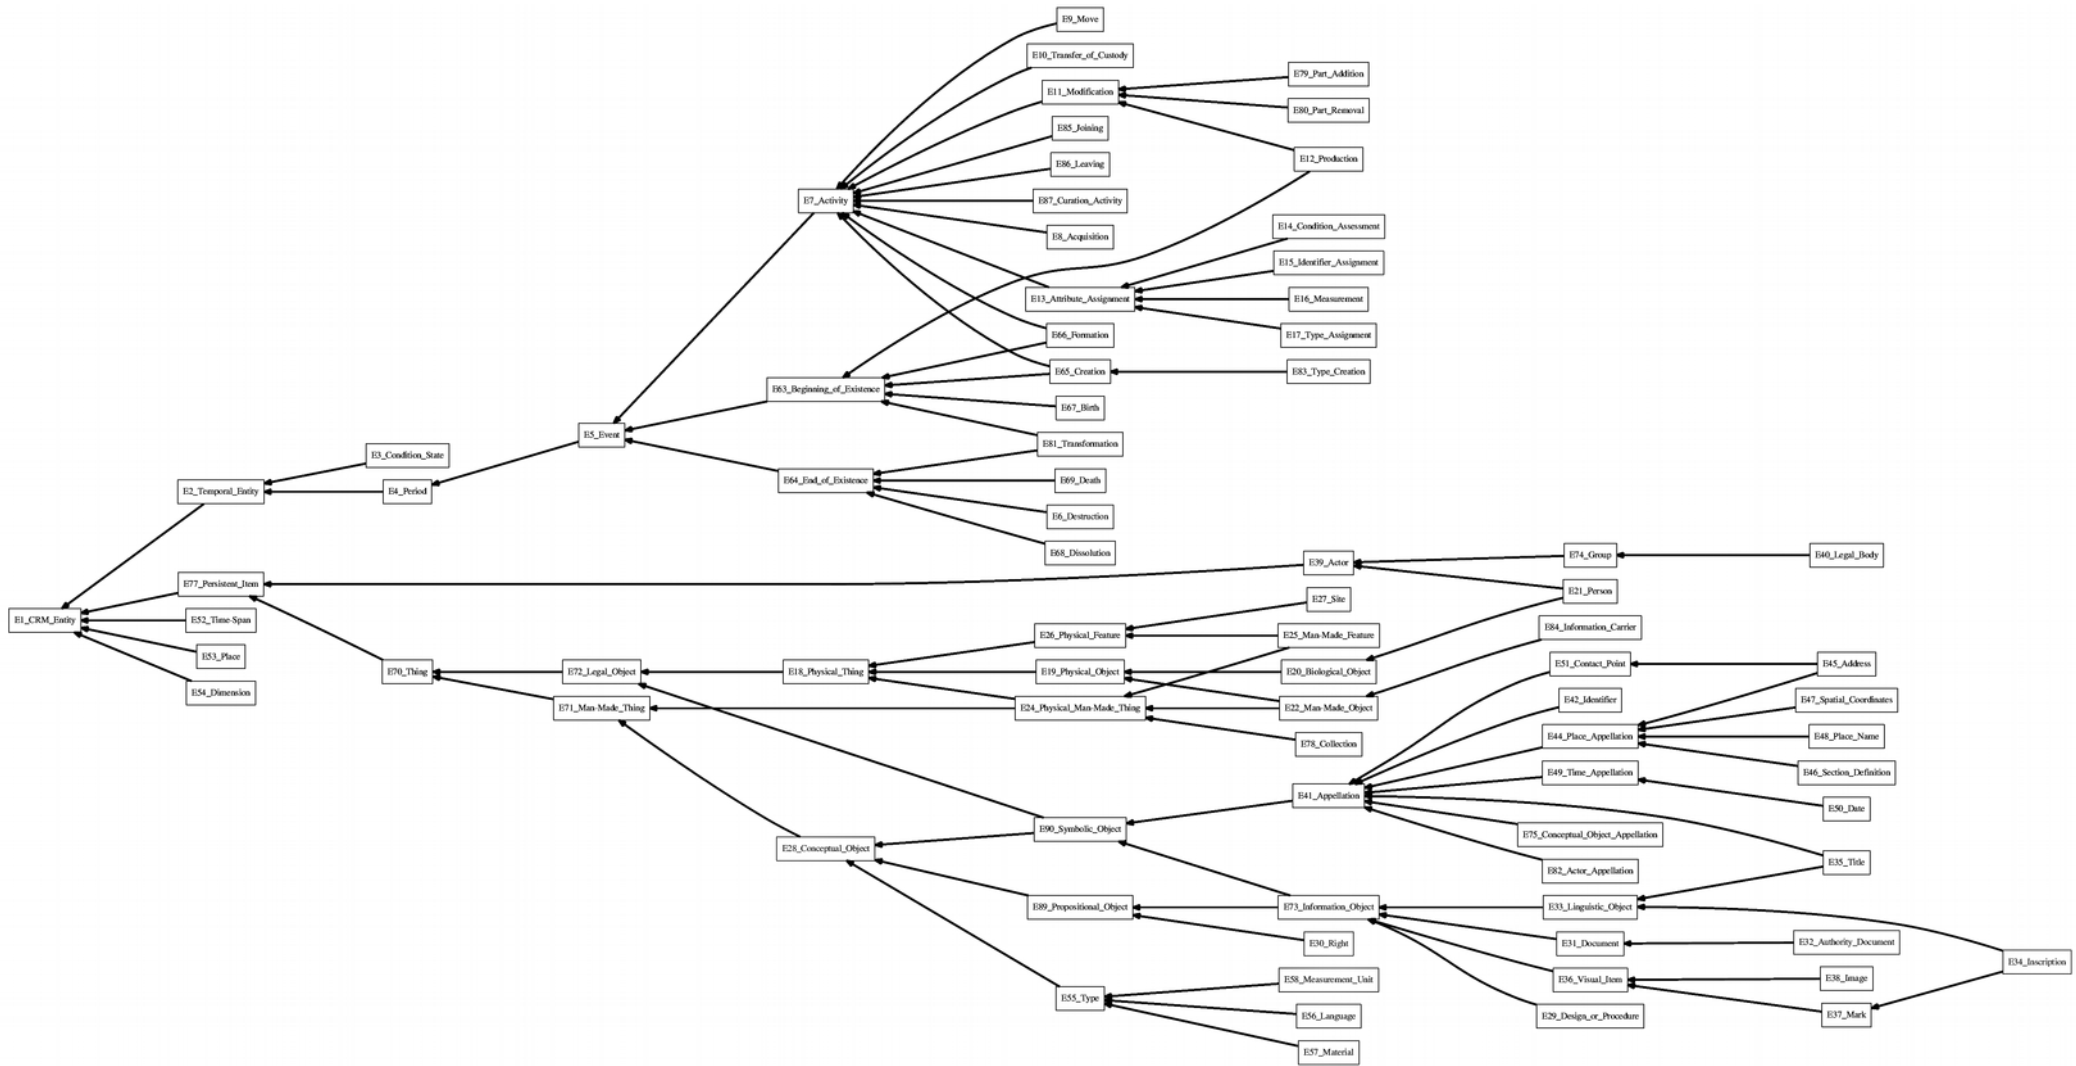 E9_Move
E10_Transfer_of_Custody
E79_Part_Addition
E11_Modification
E80_Part_Removal
E85_Joining
E12_Production
E86_Leaving
E7_Activity
E87_Curation_Activity
E14_Condition_Assessment
E8_Acquisition
E15_Identifier_Assignment
E13_Attribute_Assignment
E16_Measurement
E66_Formation
E17_Type_Assignment
E65_Creation
E83_Type_Creation
E63_Beginning_of_Existence
E67_Birth
E5_Event
E81_Transformation
E3_Condition_State
E64_End_of_Existence
E69_Death
E2_Temporal_Entity
E4_Period
E6_Destruction
E68_Dissolution
E74_Group
E40_Legal_Body
E39_Actor
E77_Persistent_Item
E21_Person
E27_Site
E1_CRM_Entity
E52_Time-Span
E84_Information_Carrier
E26_Physical_Feature
E25_Man-Made_Feature
E53_Place
E51_Contact_Point
E45_Address
E70_Thing
E72_Legal_Object
E18_Physical_Thing
E19_Physical_Object
E20_Biological_Object
E54_Dimension
E42_Identifier
E47_Spatial_Coordinates
E71_Man-Made_Thing
E24_Physical_Man-Made_Thing
E22_Man-Made_Object
E44_Place_Appellation
E48_Place_Name
E78_Collection
E49_Time_Appellation
E46_Section_Definition
E41_Appellation
E50_Date
E90_Symbolic_Object
E75_Conceptual_Object_Appellation
E28_Conceptual_Object
E35_Title
E82_Actor_Appellation
E89_Propositional_Object
E73_Information_Object
E33_Linguistic_Object
E30_Right
E31_Document
E32_Authority_Document
E34_Inscription
E58_Measurement_Unit
E36_Visual_Item
E38_Image
E55_Type
E56_Language
E29_Design_or_Procedure
E37_Mark
E57_Material